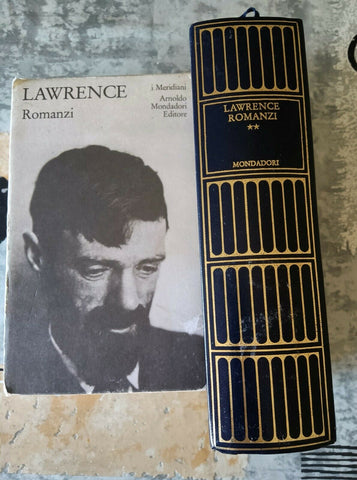 LAWRENCE
Romanzi
i Meridiani
Arnoldo
Mondadori
Editore
LAWRENCE
ROMANZI
**
MONDADORI